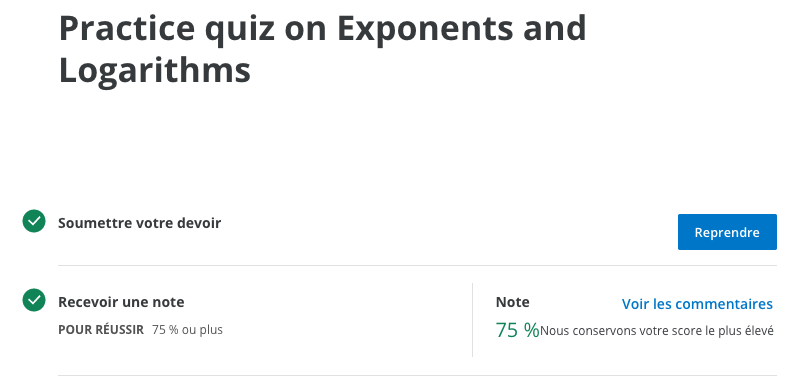 Practice quiz on Exponents and
Logarithms
Soumettre votre devoir
Reprendre
Recevoir une note
POUR RÉUSSIR 75 % ou plus
Note
Voir les commentaires
75 %Nous conservons votre score le plus élevé